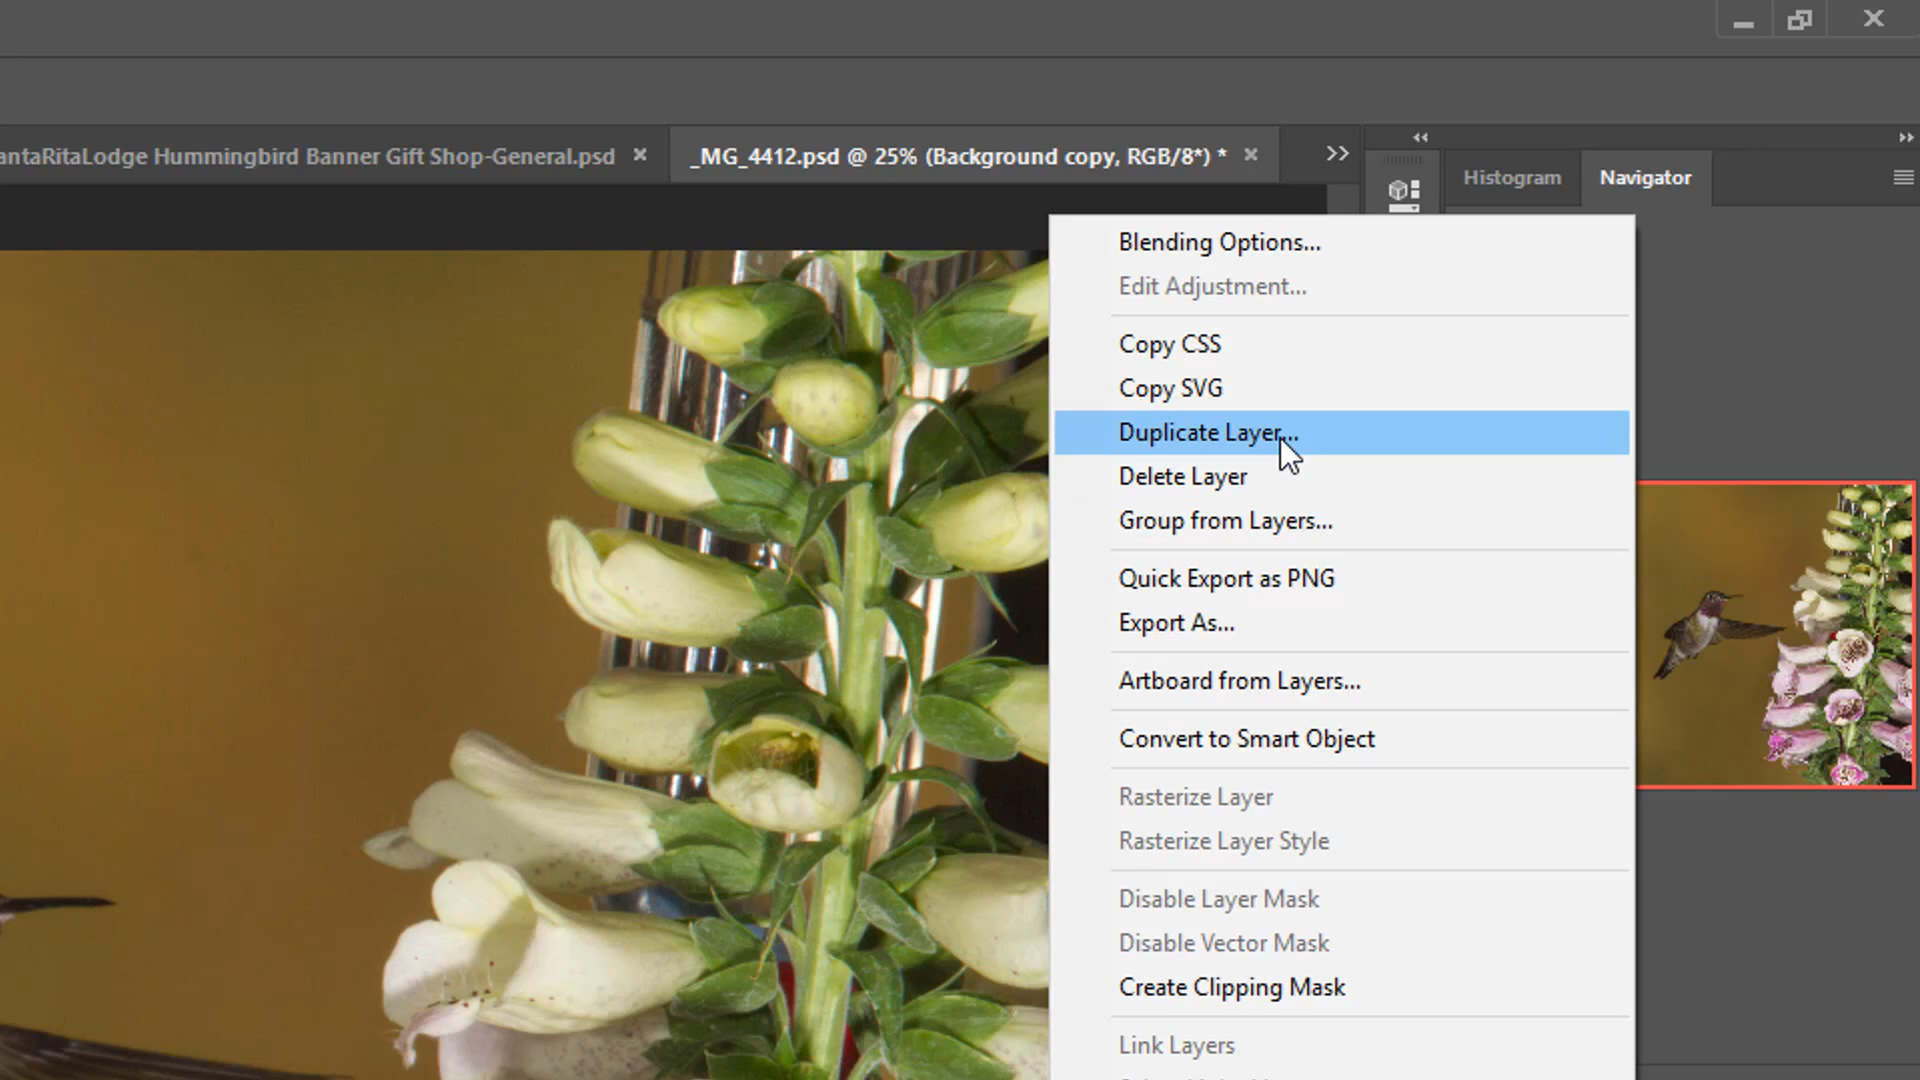 antaRitaLodge Hummingbird Banner Gift Shop-General.psd
_MG_4412.psd @ 25% (Background copy, RGB/8*) *
Histogram
Navigator
Blending Options...
Edit Adjustment...
Copy CSS
Copy SVG
Duplicate Layer...
Delete Layer
Group from Layers...
Quick Export as PNG
Export As...
Artboard from Layers...
Convert to Smart Object
Rasterize Layer
Rasterize Layer Style
Disable Layer Mask
Disable Vector Mask
Create Clipping Mask
Link Layers